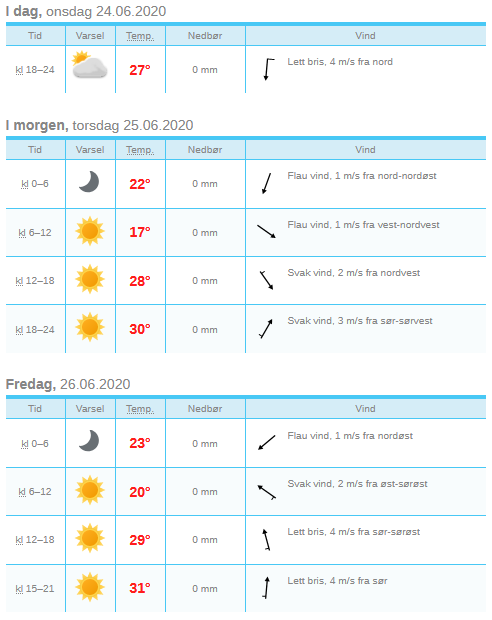 I dag, onsdag 24.06.2020
Tid Varsel Temp. Nedbør Vind
kl 18–24 27° 0 mm Lett bris, 4 m/s fra nord
I morgen, torsdag 25.06.2020
Tid Varsel Temp. Nedbør Vind
kl 0–6 22° 0 mm Flau vind, 1 m/s fra nord-nordøst
kl 6–12 17° 0 mm Flau vind, 1 m/s fra vest-nordvest
kl 12–18 28° 0 mm Svak vind, 2 m/s fra nordvest
kl 18–24 30° 0 mm Svak vind, 3 m/s fra sør-sørvest
Fredag, 26.06.2020
Tid Varsel Temp. Nedbør Vind
kl 0–6 23° 0 mm Flau vind, 1 m/s fra nordøst
kl 6–12 20° 0 mm Svak vind, 2 m/s fra øst-sørøst
kl 12–18 29° 0 mm Lett bris, 4 m/s fra sør-sørøst
kl 15–21 31° 0 mm Lett bris, 4 m/s fra sør